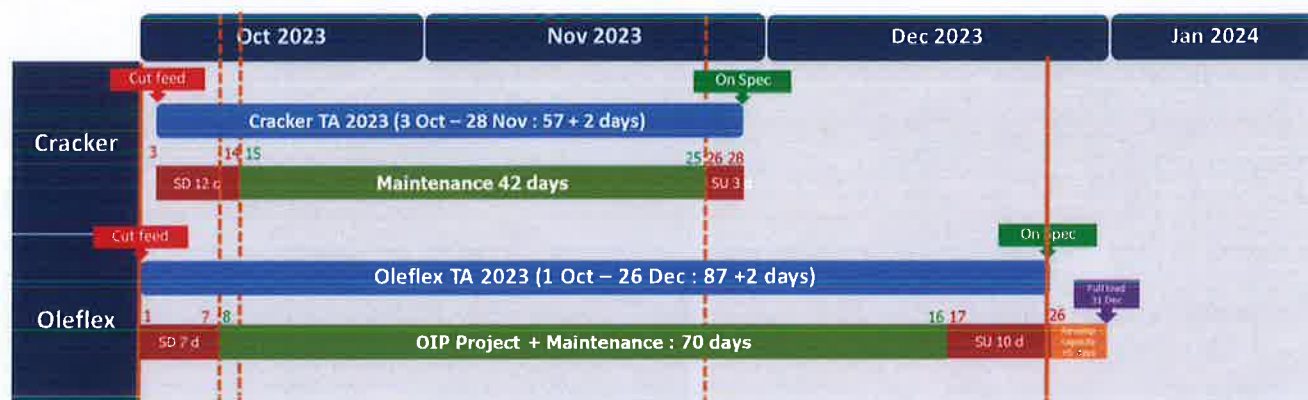 Oct 2023
Nov 2023
Dec 2023
Jan 2024
Cut feed
On Spec
Cracker
Cracker TA 2023 (3 Oct – 28 Nov : 57 + 2 days)
3
14
15
25
26
28
SD 12 d
Maintenance 42 days
SU 3 d
Cut feed
On Spec
Oleflex
Oleflex TA 2023 (1 Oct – 26 Dec : 87 +2 days)
Full load
31 Dec
1
7
8
16
17
26
SD 7 d
OIP Project + Maintenance : 70 days
SU 10 d
capacity
days